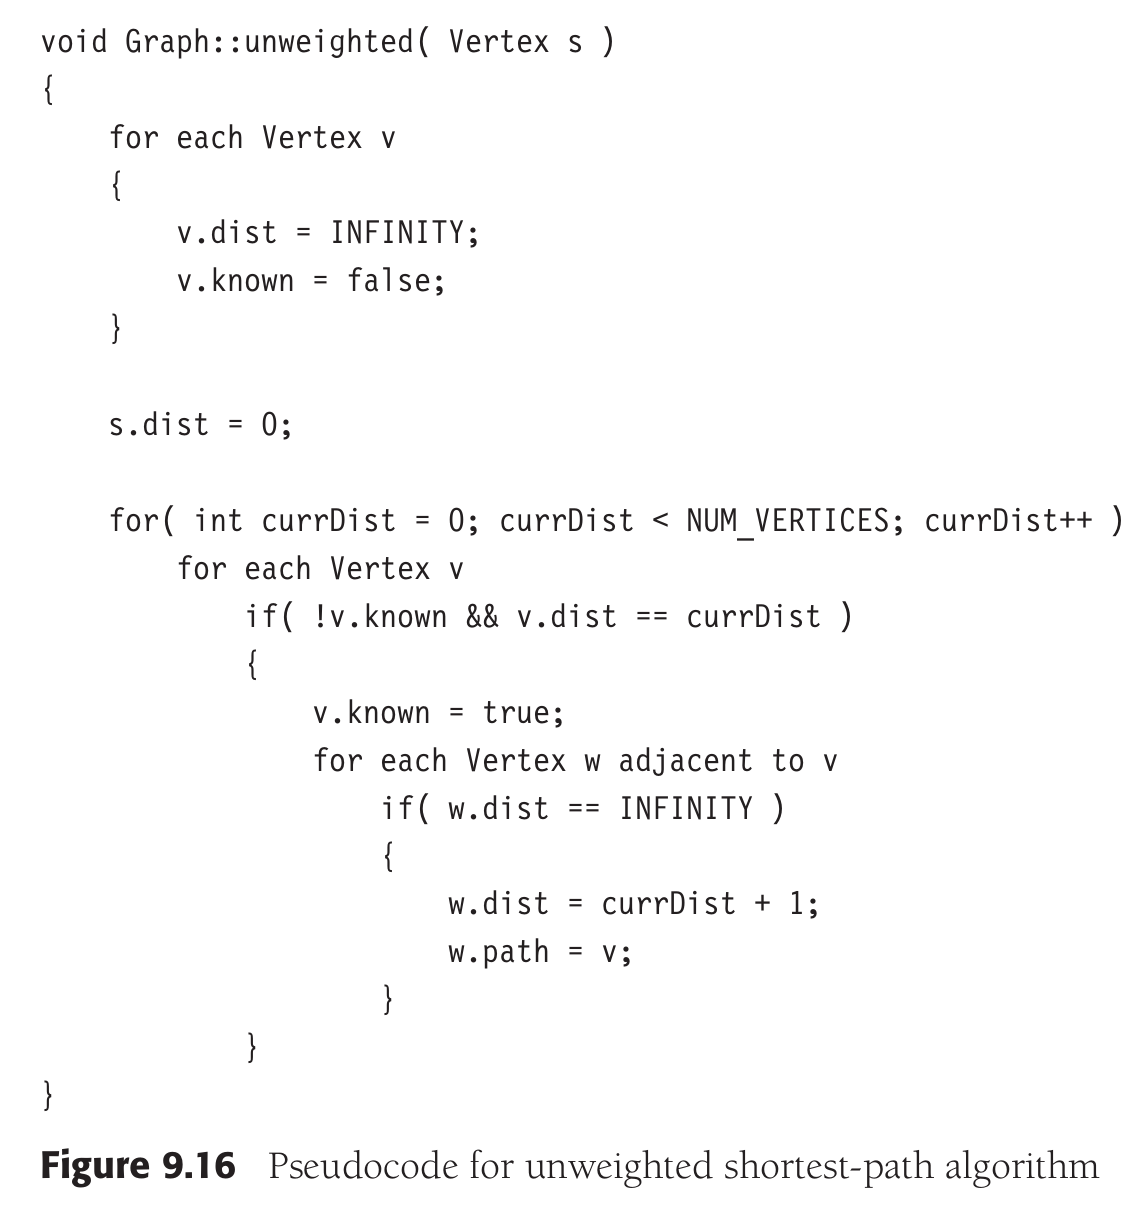 void Graph::unweighted( Vertex s )
{
    for each Vertex v
    {
        v.dist = INFINITY;
        v.known = false;
    }

    s.dist = 0;

    for( int currDist = 0; currDist < NUM_VERTICES; currDist++ )
        for each Vertex v
            if( !v.known && v.dist == currDist )
            {
                v.known = true;
                for each Vertex w adjacent to v
                    if( w.dist == INFINITY )
                    {
                        w.dist = currDist + 1;
                        w.path = v;
                    }
            }
}
Figure 9.16 Pseudocode for unweighted shortest-path algorithm